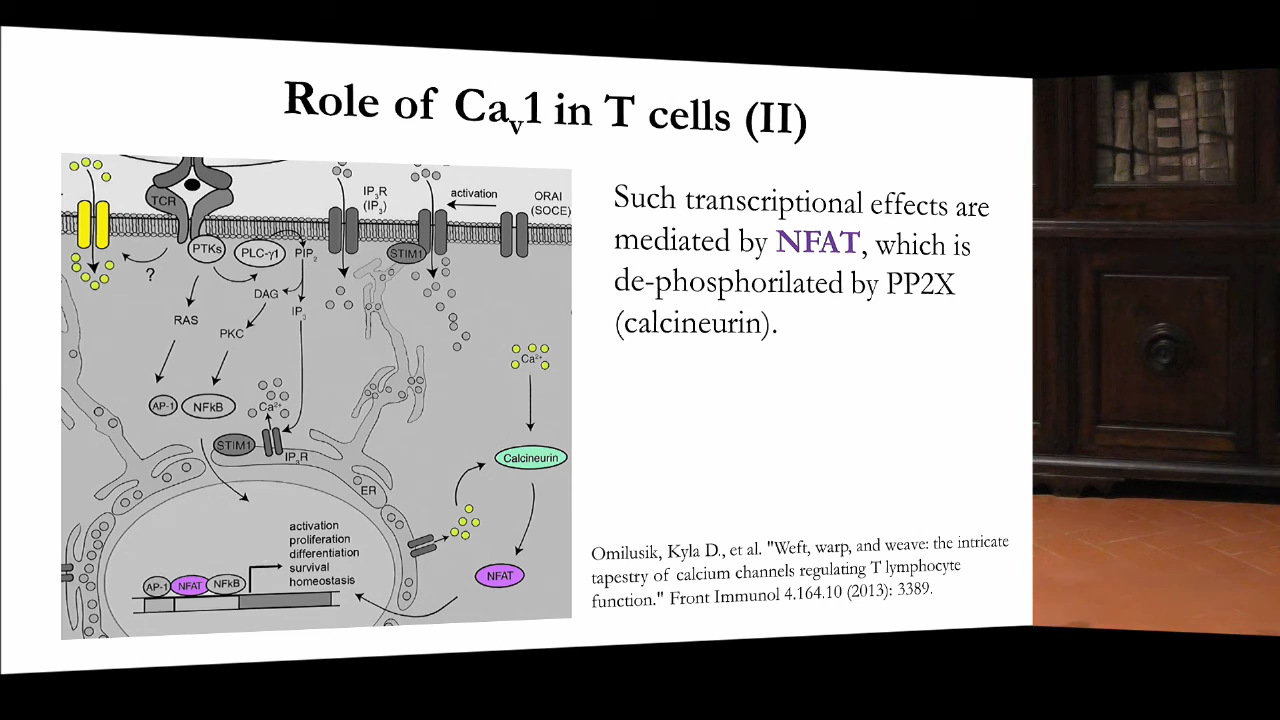 Role of Cav1 in T cells (II)
TCR
IP3R
(IP3)
activation
ORAI
(SOCE)
PTKs
PLC-γ1
PIP2
STIM1
?
DAG
IP3
RAS
PKC
AP-1
NFkB
Ca²⁺
STIM1
IP3R
ER
Ca²⁺
Calcineurin
NFAT
activation
proliferation
differentiation
survival
homeostasis
AP-1
NFAT
NFkB
Such transcriptional effects are
mediated by NFAT, which is
de-phosphorilated by PP2X
(calcineurin).
Omilusik, Kyla D., et al. "Weft, warp, and weave: the intricate
tapestry of calcium channels regulating T lymphocyte
function." Front Immunol 4.164.10 (2013): 3389.